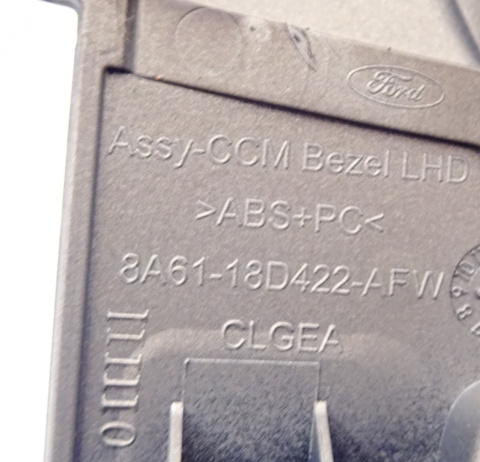 Ford
Assy-CCM Bezel LHD
>ABS+PC<
8A61-18D422-AFW
CLGEA